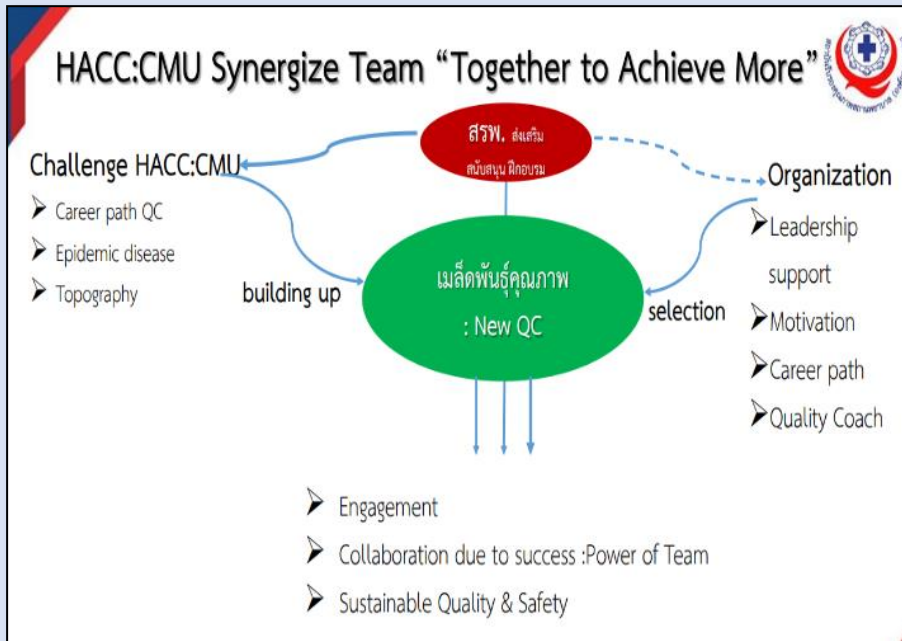 HACC:CMU Synergize Team “Together to Achieve More”
สรพ. ส่งเสริม
สนับสนุน ฝึกอบรม
Challenge HACC:CMU
➢ Career path QC
➢ Epidemic disease
➢ Topography
building up
เมล็ดพันธุ์คุณภาพ
: New QC
selection
Organization
➢Leadership
support
➢Motivation
➢Career path
➢Quality Coach
➢ Engagement
➢ Collaboration due to success :Power of Team
➢ Sustainable Quality & Safety